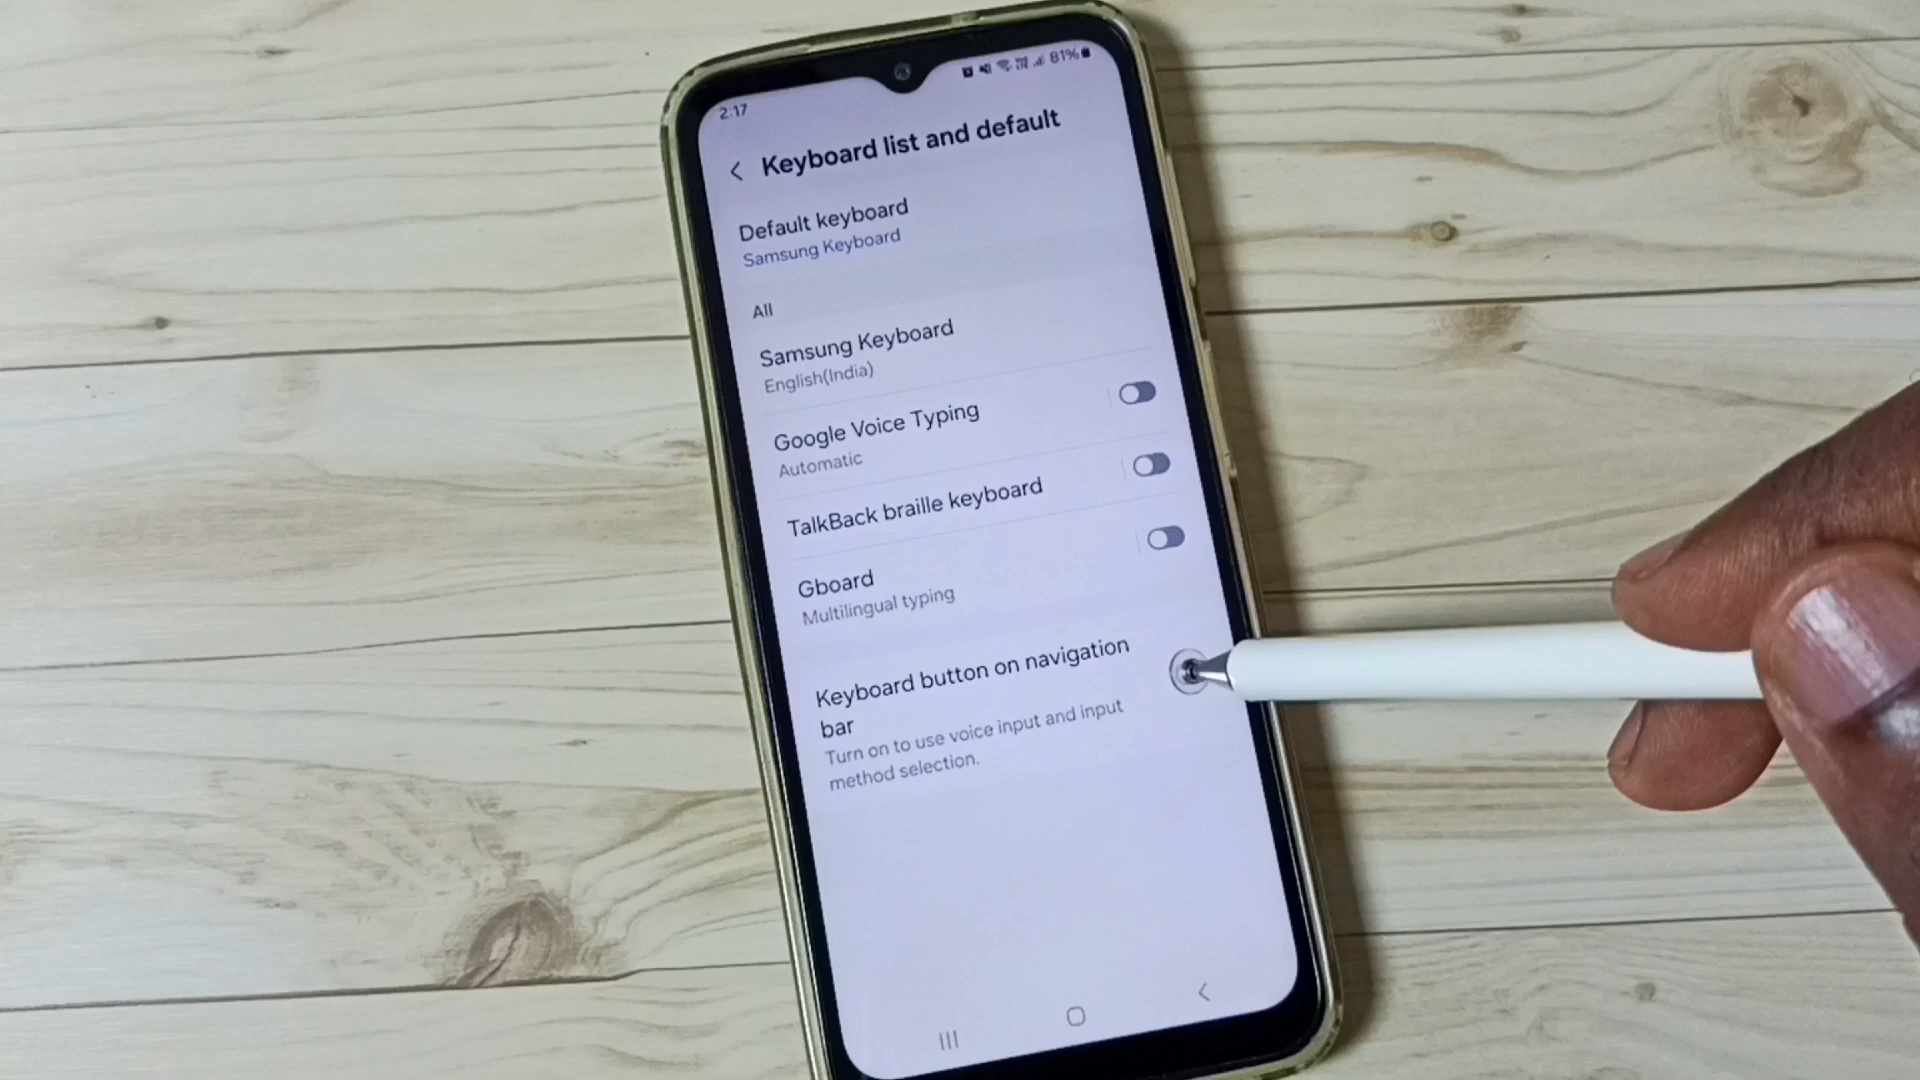 2:17
81%
Keyboard list and default
Default keyboard
Samsung Keyboard
All
Samsung Keyboard
English(India)
Google Voice Typing
Automatic
TalkBack braille keyboard
Gboard
Multilingual typing
Keyboard button on navigation
bar
Turn on to use voice input and input
method selection.